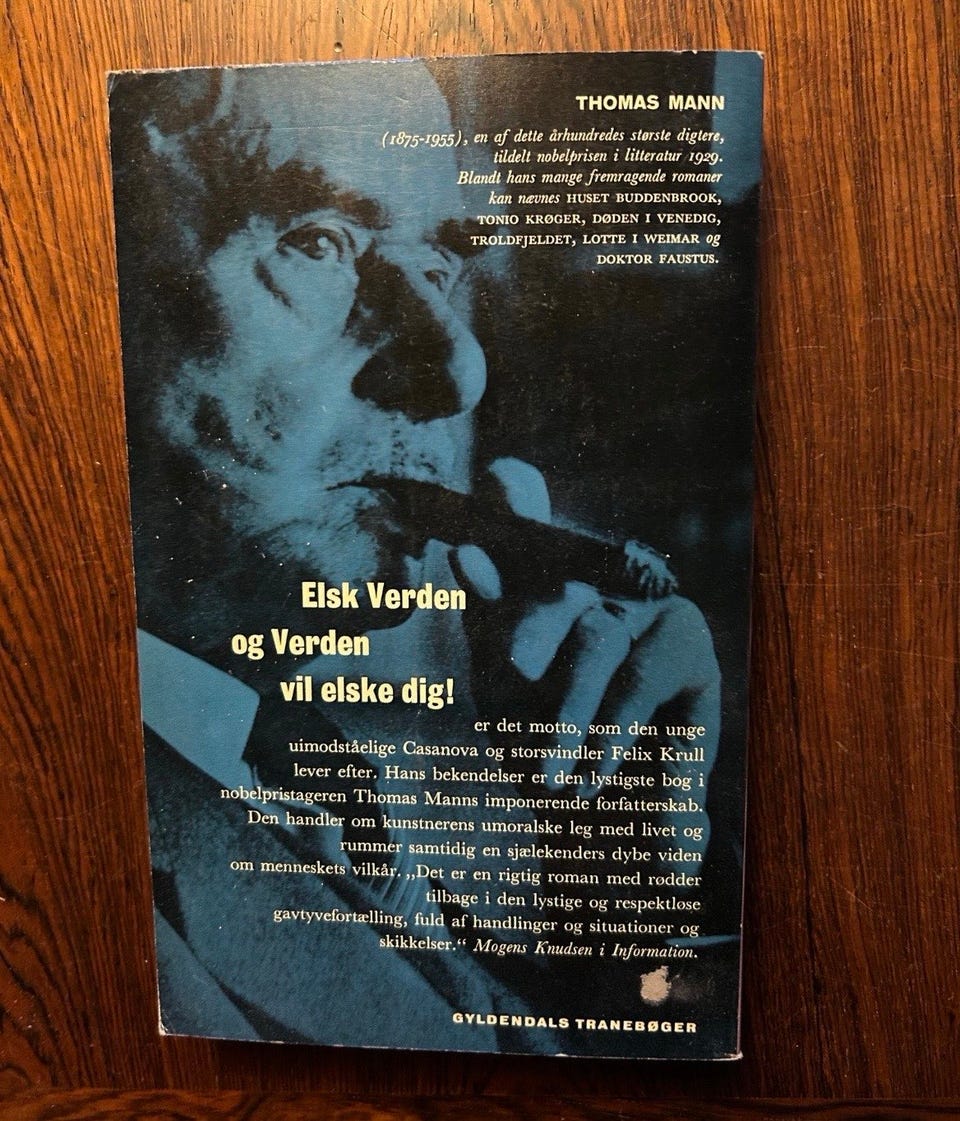 THOMAS MANN
(1875-1955), en af dette århundredes største digtere,
tildelt nobelprisen i litteratur 1929.
Blandt hans mange fremragende romaner
kan nævnes HUSET BUDDENBROOK,
TONIO KRØGER, DØDEN I VENEDIG,
TROLDFJELDET, LOTTE I WEIMAR og
DOKTOR FAUSTUS.
Elsk Verden
og Verden
vil elske dig!
er det motto, som den unge
uimodståelige Casanova og storsvindler Felix Krull
lever efter. Hans bekendelser er den lystigste bog i
nobelpristageren Thomas Manns imponerende forfatterskab.
Den handler om kunstnerens umoralske leg med livet og
rummer samtidig en sjælekenders dybe viden
om menneskets vilkår. „Det er en rigtig roman med rødder
tilbage i den lystige og respektløse
gavtyvefortælling, fuld af handlinger og situationer og
skikkelser.“ Mogens Knudsen i Information.
GYLDENDALS TRANEBØGER